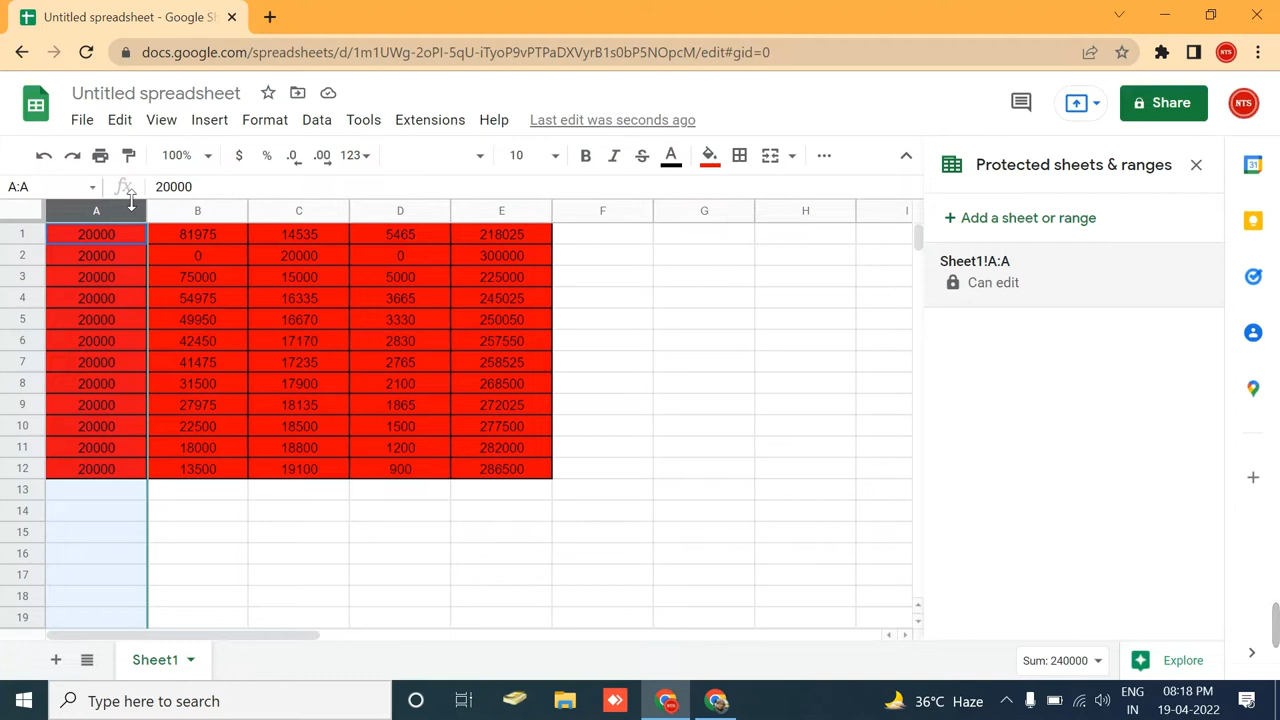 Untitled spreadsheet - Google S
docs.google.com/spreadsheets/d/1m1UWg-2oPI-5qU-iTyoP9vPTPaDXVyrB1s0bP5NOpcM/edit#gid=0
NTS
Untitled spreadsheet
File Edit View Insert Format Data Tools Extensions Help Last edit was seconds ago
Share
NTS
100% $ % .0 .00 123 10 B I S A
A:A fx 20000
A B C D E F G H I
1 20000 81975 14535 5465 218025
2 20000 0 20000 0 300000
3 20000 75000 15000 5000 225000
4 20000 54975 16335 3665 245025
5 20000 49950 16670 3330 250050
6 20000 42450 17170 2830 257550
7 20000 41475 17235 2765 258525
8 20000 31500 17900 2100 268500
9 20000 27975 18135 1865 272025
10 20000 22500 18500 1500 277500
11 20000 18000 18800 1200 282000
12 20000 13500 19100 900 286500
13
14
15
16
17
18
19
Protected sheets & ranges
+ Add a sheet or range
Sheet1!A:A
Can edit
31
Sheet1
Sum: 240000
Explore
Type here to search
36°C Haze
ENG
IN
08:18 PM
19-04-2022